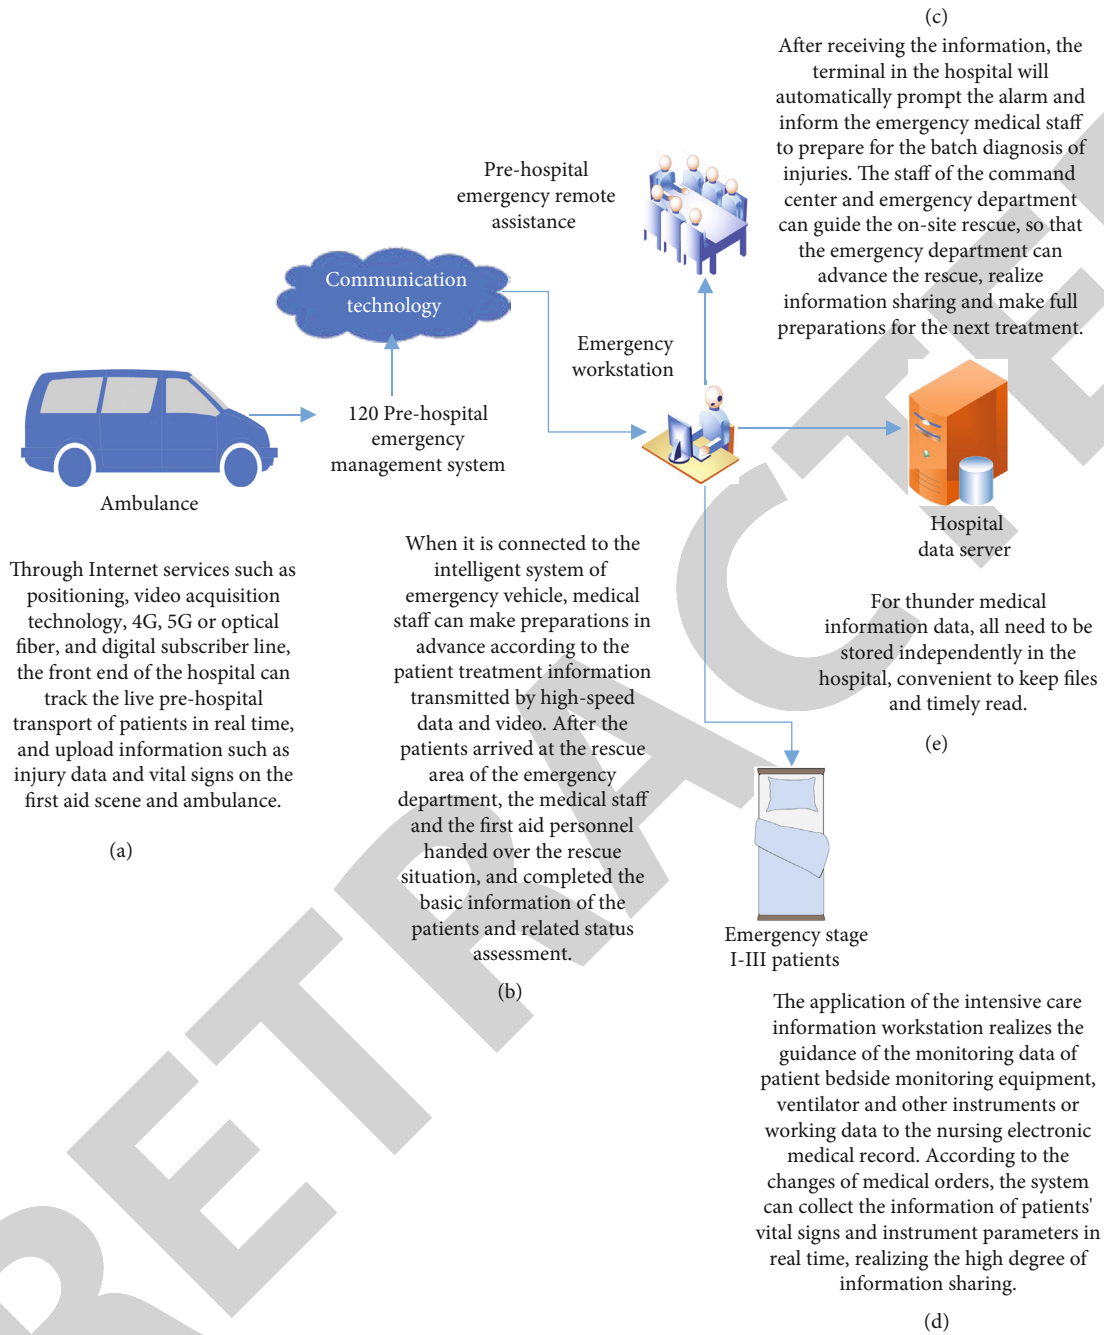 (c)
After receiving the information, the
terminal in the hospital will
automatically prompt the alarm and
inform the emergency medical staff
to prepare for the batch diagnosis of
injuries. The staff of the command
center and emergency department
can guide the on-site rescue, so that
the emergency department can
advance the rescue, realize
information sharing and make full
preparations for the next treatment.
Pre-hospital
emergency remote
assistance
Communication
technology
Emergency
workstation
120 Pre-hospital
emergency
management system
Ambulance
Hospital
data server
Through Internet services such as
positioning, video acquisition
technology, 4G, 5G or optical
fiber, and digital subscriber line,
the front end of the hospital can
track the live pre-hospital
transport of patients in real time,
and upload information such as
injury data and vital signs on the
first aid scene and ambulance.
(a)
When it is connected to the
intelligent system of
emergency vehicle, medical
staff can make preparations in
advance according to the
patient treatment information
transmitted by high-speed
data and video. After the
patients arrived at the rescue
area of the emergency
department, the medical staff
and the first aid personnel
handed over the rescue
situation, and completed the
basic information of the
patients and related status
assessment.
(b)
For thunder medical
information data, all need to be
stored independently in the
hospital, convenient to keep files
and timely read.
(e)
Emergency stage
I-III patients
The application of the intensive care
information workstation realizes the
guidance of the monitoring data of
patient bedside monitoring equipment,
ventilator and other instruments or
working data to the nursing electronic
medical record. According to the
changes of medical orders, the system
can collect the information of patients'
vital signs and instrument parameters in
real time, realizing the high degree of
information sharing.
(d)
RETRACTE